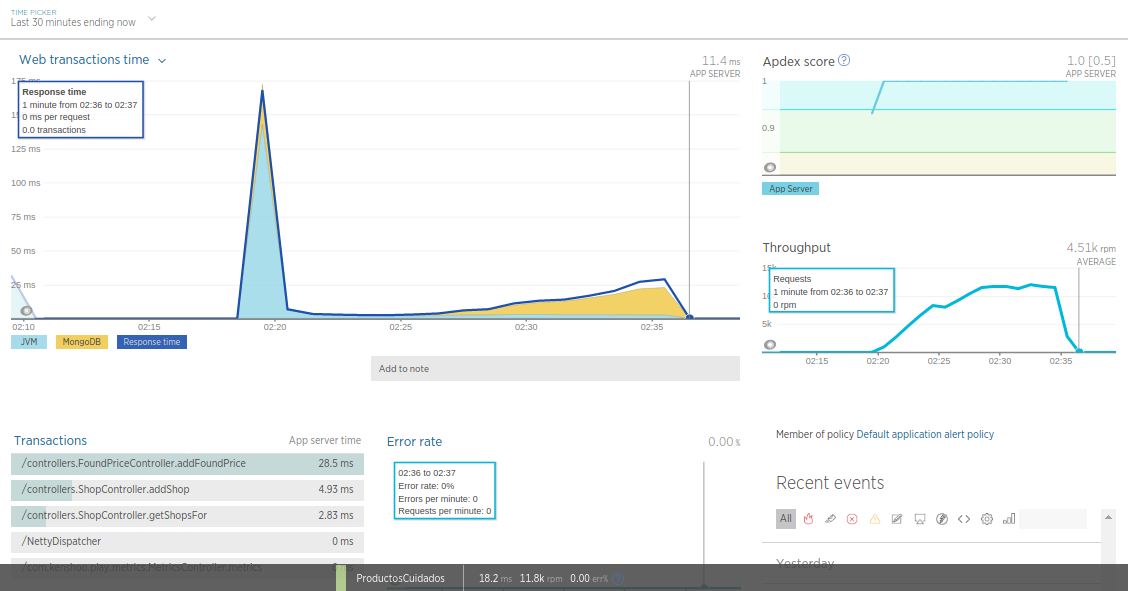 TIME PICKER
Last 30 minutes ending now
Web transactions time
11.4 ms
APP SERVER
175 ms
Response time
1 minute from 02:36 to 02:37
0 ms per request
0.0 transactions
125 ms
100 ms
75 ms
50 ms
25 ms
02:10 02:15 02:20 02:25 02:30 02:35
JVM MongoDB Response time
Add to note
Apdex score ?
1.0 [0.5]
APP SERVER
1
0.9
App Server
Throughput
4.51k rpm
AVERAGE
15k
Requests
1 minute from 02:36 to 02:37
0 rpm
5k
02:15 02:20 02:25 02:30 02:35
Transactions
App server time
/controllers.FoundPriceController.addFoundPrice 28.5 ms
/controllers.ShopController.addShop 4.93 ms
/controllers.ShopController.getShopsFor 2.83 ms
/NettyDispatcher 0 ms
/com.kenshoo.play.metrics.MetricsController.metrics
Error rate
0.00 %
02:36 to 02:37
Error rate: 0%
Errors per minute: 0
Requests per minute: 0
Member of policy Default application alert policy
Recent events
All
Yesterday
ProductosCuidados 18.2 ms 11.8k rpm 0.00 err%